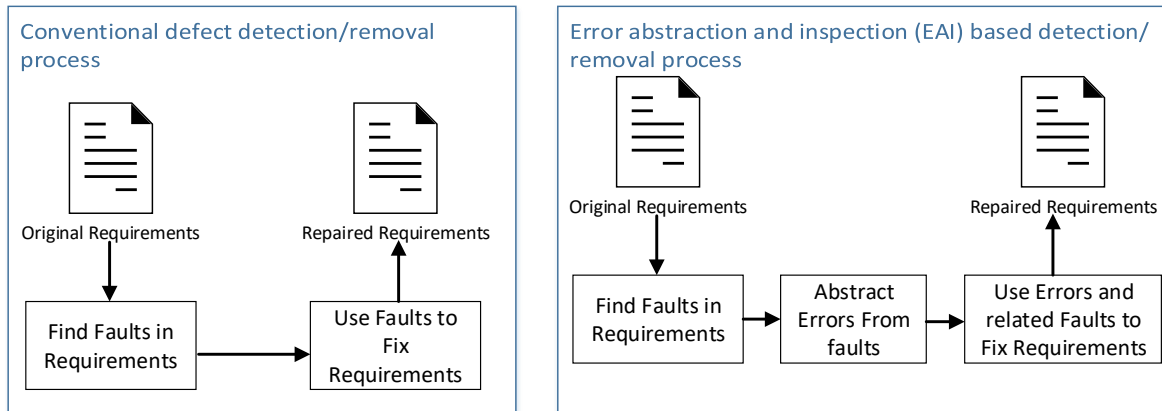 Conventional defect detection/removal
process
Original Requirements
Repaired Requirements
Find Faults in
Requirements
Use Faults to
Fix
Requirements
Error abstraction and inspection (EAI) based detection/
removal process
Original Requirements
Repaired Requirements
Find Faults in
Requirements
Abstract
Errors From
faults
Use Errors and
related Faults to
Fix Requirements